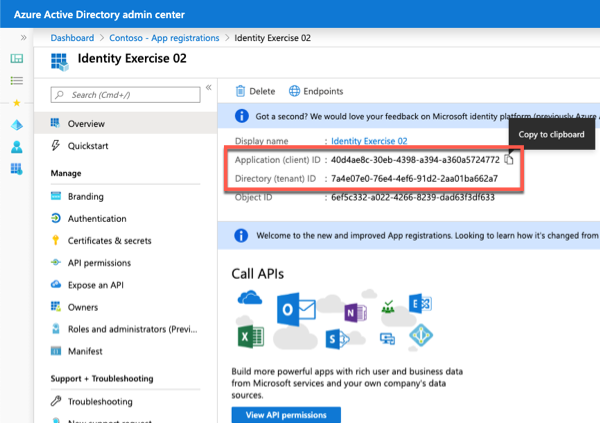 Azure Active Directory admin center
Dashboard > Contoso - App registrations > Identity Exercise 02
Identity Exercise 02
Search (Cmd+/)
Overview
Quickstart
Manage
Branding
Authentication
Certificates & secrets
API permissions
Expose an API
Owners
Roles and administrators (Previ...
Manifest
Support + Troubleshooting
Troubleshooting
New support request
Delete Endpoints
Got a second? We would love your feedback on Microsoft identity platform (previously Azure
Copy to clipboard
Display name : Identity Exercise 02
Application (client) ID : 40d4ae8c-30eb-4398-a394-a360a5724772
Directory (tenant) ID : 7a4e07e0-76e4-4ef6-91d2-2aa01ba662a7
Object ID : 6ef5c332-a022-4266-8239-dad63f3df633
Welcome to the new and improved App registrations. Looking to learn how it's changed from
Call APIs
Build more powerful apps with rich user and business data
from Microsoft services and your own company's data
sources.
View API permissions